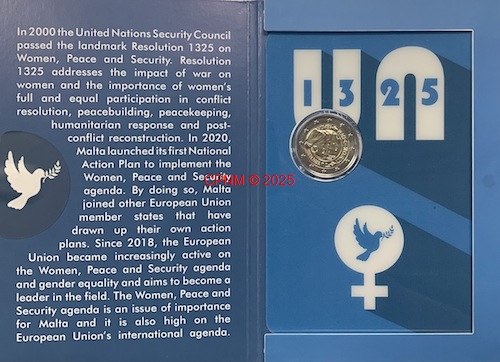 In 2000 the United Nations Security Council
passed the landmark Resolution 1325 on
Women, Peace and Security. Resolution
1325 addresses the impact of war on
women and the importance of women's
full and equal participation in conflict
resolution, peacebuilding, peacekeeping,
humanitarian response and post-
conflict reconstruction. In 2020,
Malta launched its first National
Action Plan to implement the
Women, Peace and Security
agenda. By doing so, Malta
joined other European Union
member states that have
drawn up their own action
plans. Since 2018, the European
Union became increasingly active on
the Women, Peace and Security agenda
and gender equality and aims to become a
leader in the field. The Women, Peace and
Security agenda is an issue of importance
for Malta and it is also high on the
European Union's international agenda.
UN
1325
CPMM © 2025